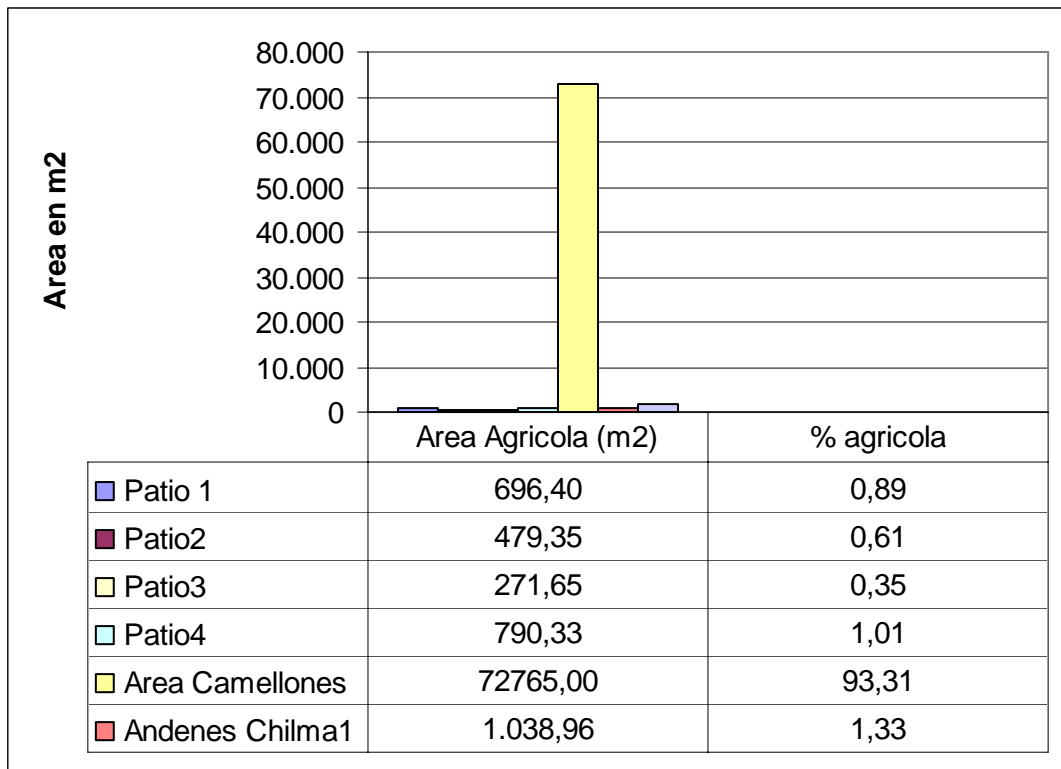 Area en m2
80.000
70.000
60.000
50.000
40.000
30.000
20.000
10.000
0
Area Agricola (m2) % agricola
Patio 1 696,40 0,89
Patio2 479,35 0,61
Patio3 271,65 0,35
Patio4 790,33 1,01
Area Camellones 72765,00 93,31
Andenes Chilma1 1.038,96 1,33